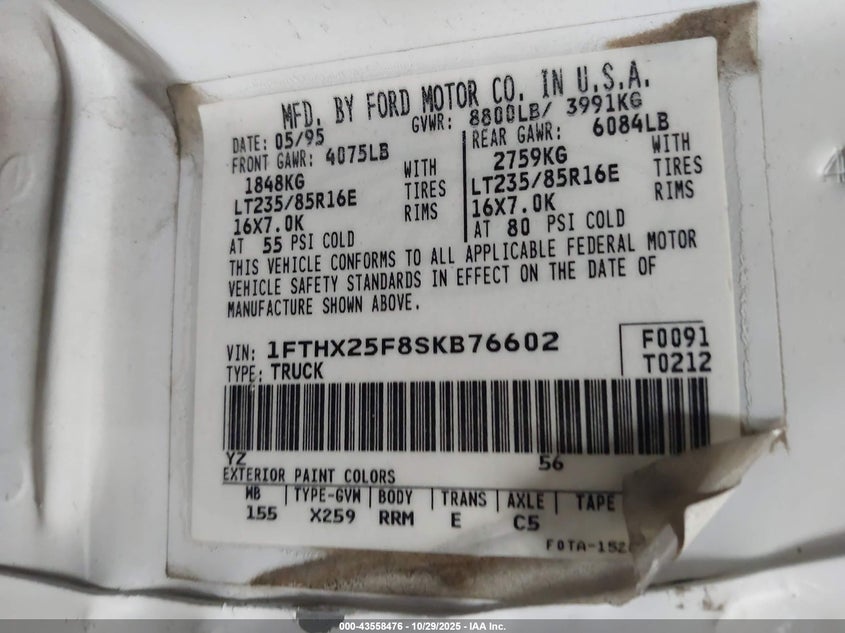 MFD. BY FORD MOTOR CO. IN U.S.A.
DATE: 05/95 GVWR: 8800LB/ 3991KG
FRONT GAWR: 4075LB
1848KG WITH
LT235/85R16E TIRES
16X7.0K RIMS
AT 55 PSI COLD
REAR GAWR: 6084LB
2759KG WITH
LT235/85R16E TIRES
16X7.0K RIMS
AT 80 PSI COLD
THIS VEHICLE CONFORMS TO ALL APPLICABLE FEDERAL MOTOR
VEHICLE SAFETY STANDARDS IN EFFECT ON THE DATE OF
MANUFACTURE SHOWN ABOVE.
VIN: 1FTHX25F8SKB76602
TYPE: TRUCK
F0091
T0212
YZ 56
EXTERIOR PAINT COLORS
WB TYPE-GVW BODY TRANS AXLE TAPE
155 X259 RRM E C5
000-43558476 • 10/29/2025 - IAA Inc.